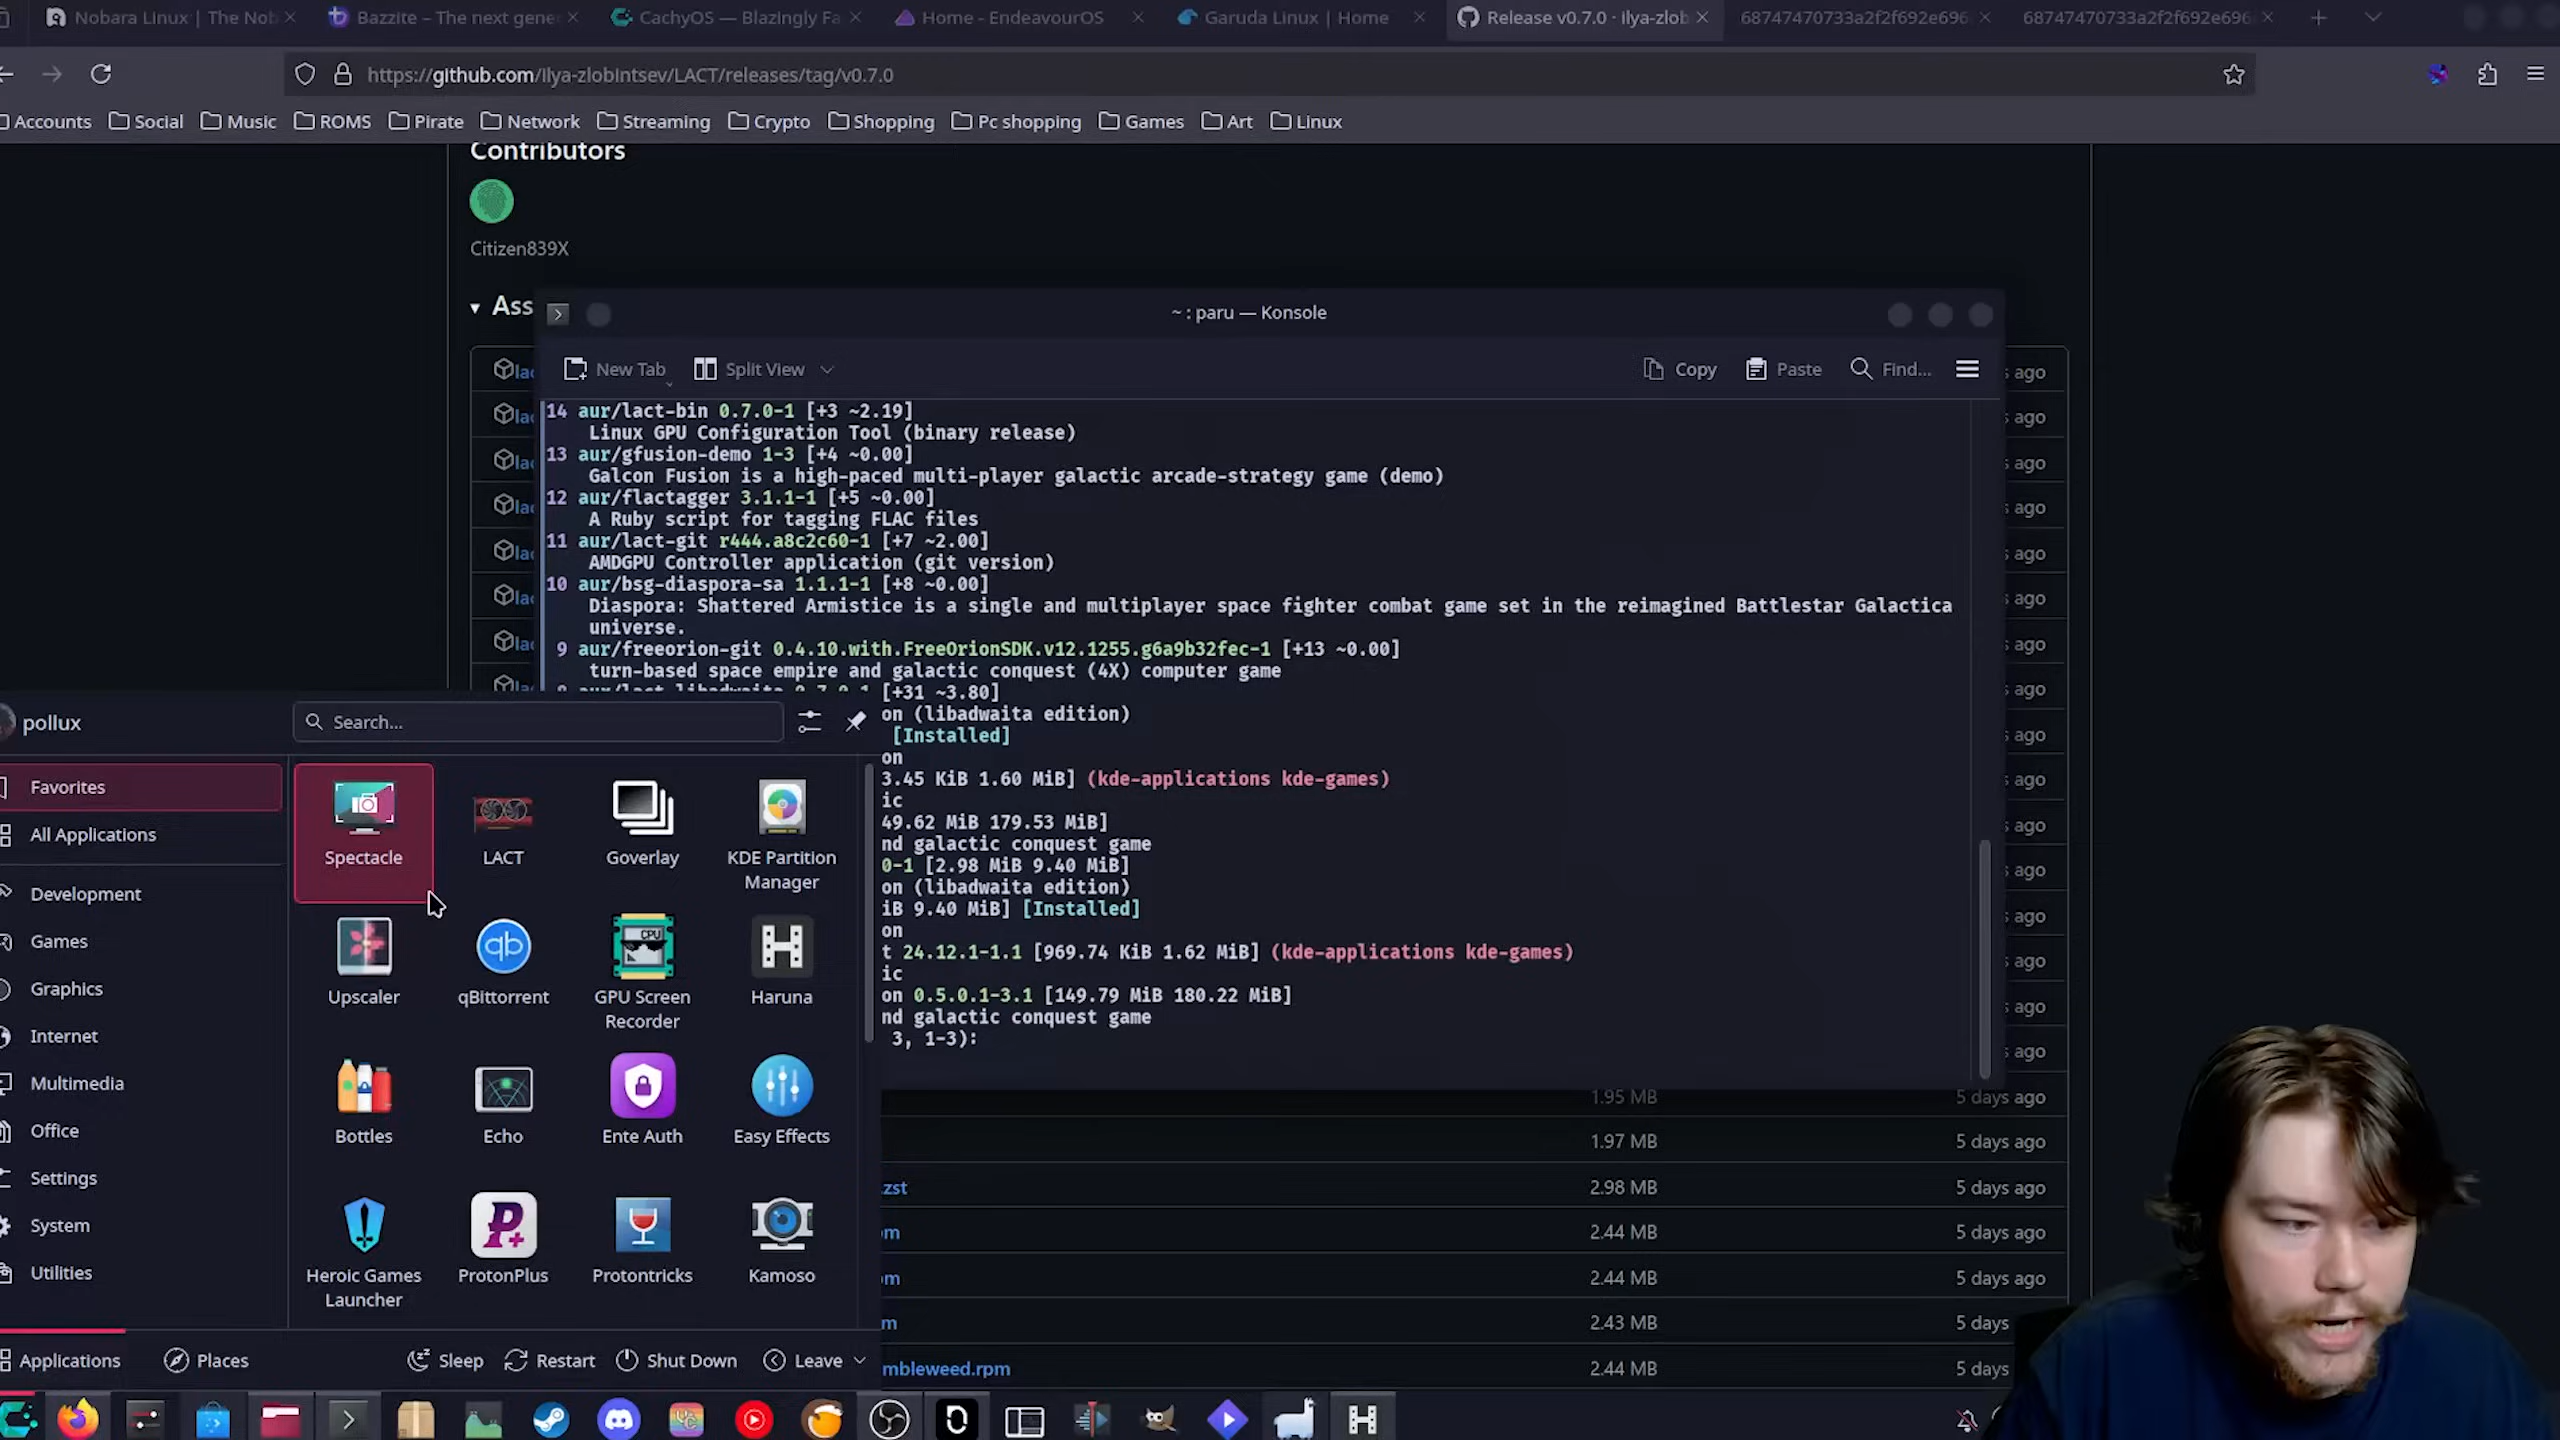 Nobara Linux | The Nob
Bazzite – The next gene
CachyOS — Blazingly Fa
Home - EndeavourOS
Garuda Linux | Home
Release v0.7.0 · ilya-zlob
68747470733a2f2f692e696
68747470733a2f2f692e696
https://github.com/ilya-zlobintsev/LACT/releases/tag/v0.7.0
Accounts
Social
Music
ROMS
Pirate
Network
Streaming
Crypto
Shopping
Pc shopping
Games
Art
Linux
Contributors
Citizen839X
Ass
~ : paru — Konsole
New Tab
Split View
Copy
Paste
Find...
14 aur/lact-bin 0.7.0-1 [+3 ~2.19]
Linux GPU Configuration Tool (binary release)
13 aur/gfusion-demo 1-3 [+4 ~0.00]
Galcon Fusion is a high-paced multi-player galactic arcade-strategy game (demo)
12 aur/flactagger 3.1.1-1 [+5 ~0.00]
A Ruby script for tagging FLAC files
11 aur/lact-git r444.a8c2c60-1 [+7 ~2.00]
AMDGPU Controller application (git version)
10 aur/bsg-diaspora-sa 1.1.1-1 [+8 ~0.00]
Diaspora: Shattered Armistice is a single and multiplayer space fighter combat game set in the reimagined Battlestar Galactica
universe.
9 aur/freeorion-git 0.4.10.with.FreeOrionSDK.v12.1255.g6a9b32fec-1 [+13 ~0.00]
turn-based space empire and galactic conquest (4X) computer game
[+31 ~3.80]
on (libadwaita edition)
[Installed]
on
3.45 KiB 1.60 MiB] (kde-applications kde-games)
ic
49.62 MiB 179.53 MiB]
nd galactic conquest game
0-1 [2.98 MiB 9.40 MiB]
on (libadwaita edition)
iB 9.40 MiB] [Installed]
on
t 24.12.1-1.1 [969.74 KiB 1.62 MiB] (kde-applications kde-games)
ic
on 0.5.0.1-3.1 [149.79 MiB 180.22 MiB]
nd galactic conquest game
3, 1-3):
pollux
Search...
Favorites
All Applications
Development
Games
Graphics
Internet
Multimedia
Office
Settings
System
Utilities
Spectacle
LACT
Goverlay
KDE Partition
Manager
Upscaler
qBittorrent
GPU Screen
Recorder
Haruna
Bottles
Echo
Ente Auth
Easy Effects
Heroic Games
Launcher
ProtonPlus
Protontricks
Kamoso
Applications
Places
Sleep
Restart
Shut Down
Leave
1.95 MB
5 days ago
1.97 MB
5 days ago
.zst
2.98 MB
5 days ago
2.44 MB
5 days ago
2.44 MB
5 days ago
2.43 MB
5 days
mbleweed.rpm
2.44 MB
5 days